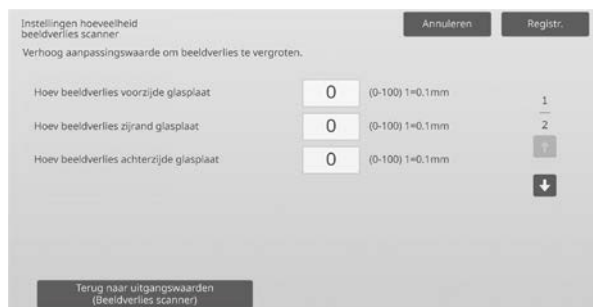 Instellingen hoeveelheid
beeldverlies scanner
Annuleren
Registr.
Verhoog aanpassingswaarde om beeldverlies te vergroten.
Hoev beeldverlies voorzijde glasplaat 0 (0-100) 1=0.1mm
Hoev beeldverlies zijrand glasplaat 0 (0-100) 1=0.1mm
Hoev beeldverlies achterzijde glasplaat 0 (0-100) 1=0.1mm
1
2
Terug naar uitgangswaarden
(Beeldverlies scanner)